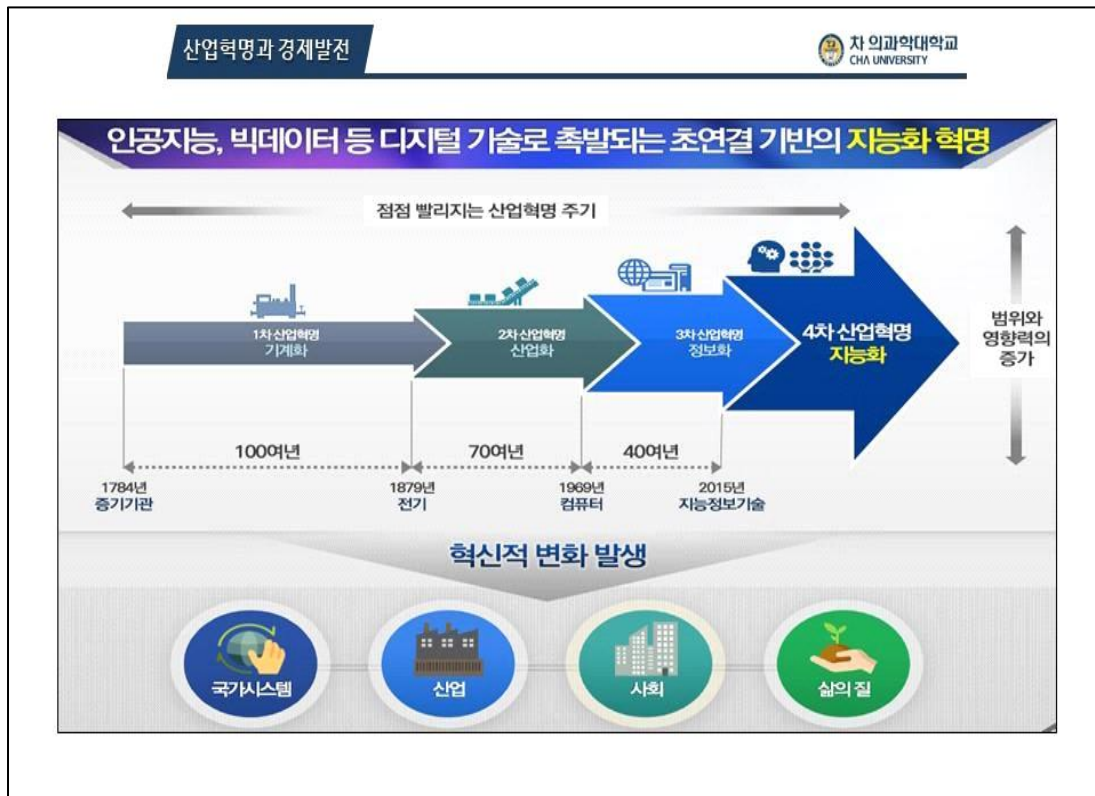 산업혁명과 경제발전
차 의과학대학교
CHA UNIVERSITY
인공지능, 빅데이터 등 디지털 기술로 촉발되는 초연결 기반의 지능화 혁명
점점 빨리지는 산업혁명 주기
1차 산업혁명
기계화
2차 산업혁명
산업화
3차 산업혁명
정보화
4차 산업혁명
지능화
범위와
영향력의
증가
100여년
70여년
40여년
1784년
증기기관
1879년
전기
1969년
컴퓨터
2015년
지능정보기술
혁신적 변화 발생
국가시스템
산업
사회
삶의 질